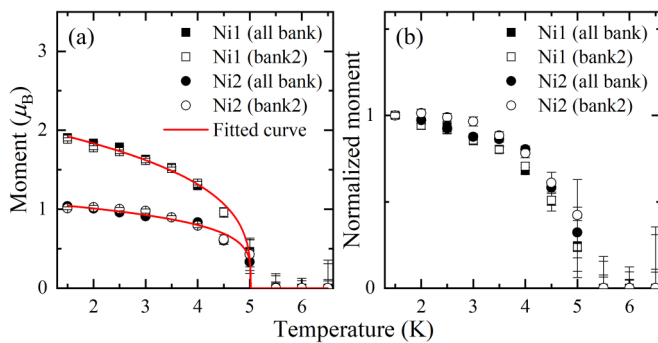 (a)
Ni1 (all bank)
Ni1 (bank2)
Ni2 (all bank)
Ni2 (bank2)
Fitted curve
Moment (μB)
3
2
1
0
2 3 4 5 6
(b)
Ni1 (all bank)
Ni1 (bank2)
Ni2 (all bank)
Ni2 (bank2)
Normalized moment
1
0
2 3 4 5 6
Temperature (K)